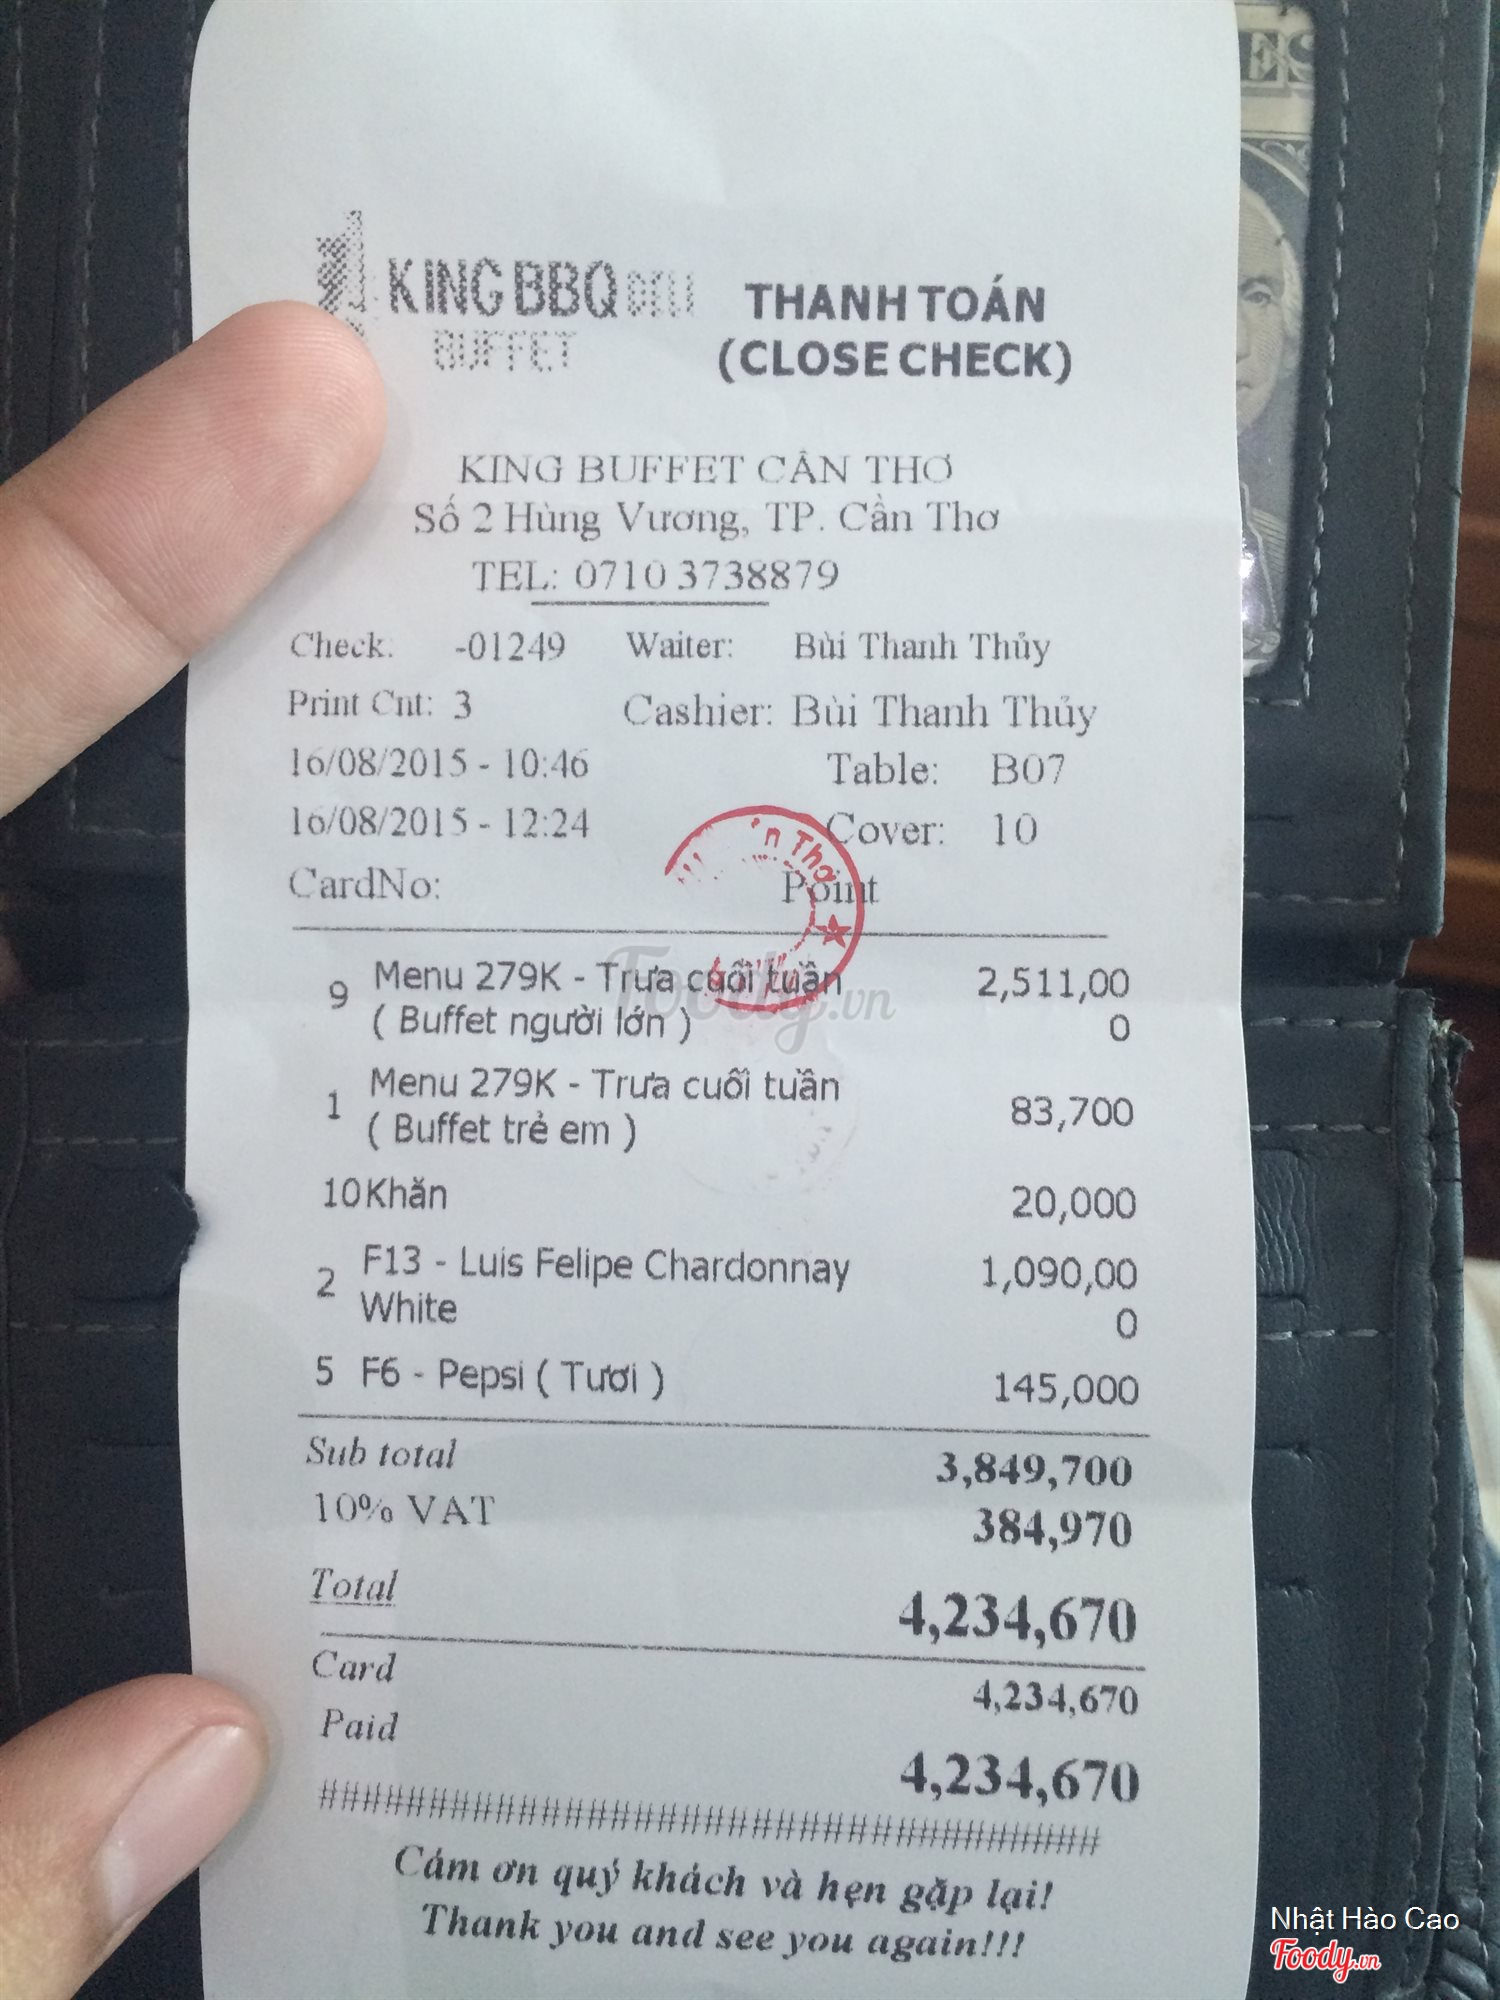 KING BBQ DELI
BUFFET
THANH TOÁN
(CLOSE CHECK)
KING BUFFET CẦN THƠ
Số 2 Hùng Vương, TP. Cần Thơ
TEL: 0710 3738879
Check: -01249 Waiter: Bùi Thanh Thủy
Print Cnt: 3 Cashier: Bùi Thanh Thủy
16/08/2015 - 10:46 Table: B07
16/08/2015 - 12:24 Cover: 10
CardNo: Point
9 Menu 279K - Trưa cuối tuần 2,511,00
( Buffet người lớn ) 0
1 Menu 279K - Trưa cuối tuần
( Buffet trẻ em ) 83,700
10 Khăn 20,000
2 F13 - Luis Felipe Chardonnay 1,090,00
White 0
5 F6 - Pepsi ( Tươi ) 145,000
Sub total 3,849,700
10% VAT 384,970
Total 4,234,670
Card 4,234,670
Paid 4,234,670
###################################
Cám ơn quý khách và hẹn gặp lại!
Thank you and see you again!!!
Foody.vn
Nhật Hào Cao
Foody.vn